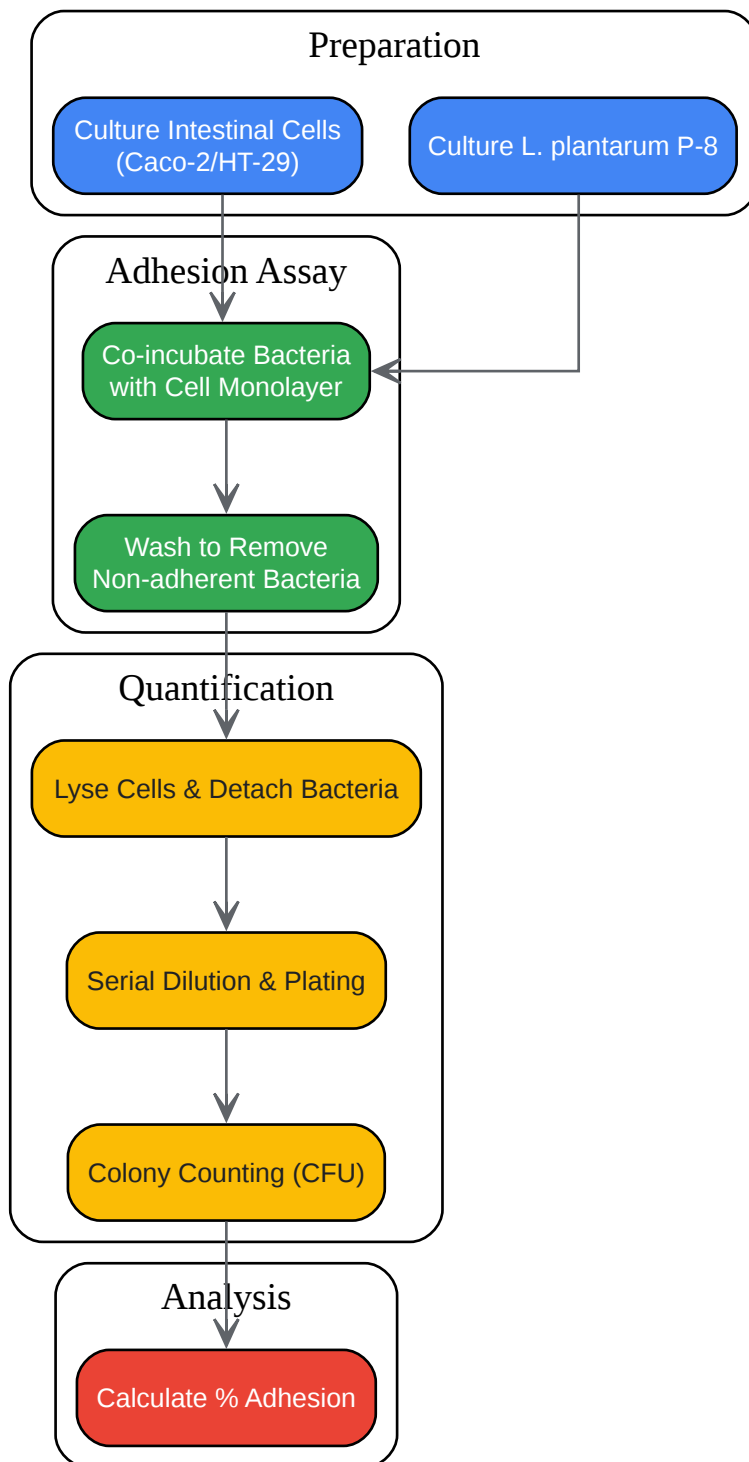 Preparation
Culture Intestinal Cells
(Caco-2/HT-29)
Culture L. plantarum P-8
Adhesion Assay
Co-incubate Bacteria
with Cell Monolayer
Wash to Remove
Non-adherent Bacteria
Quantification
Lyse Cells & Detach Bacteria
Serial Dilution & Plating
Colony Counting (CFU)
Analysis
Calculate % Adhesion